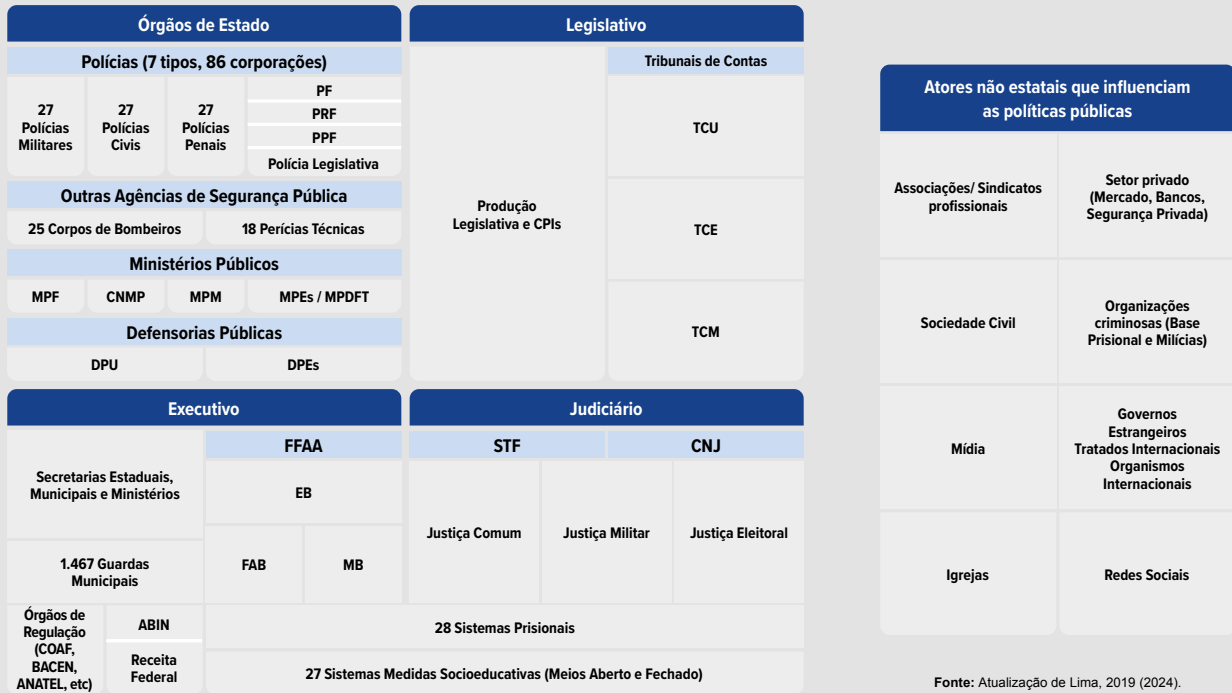 Órgãos de Estado
Polícias (7 tipos, 86 corporações)
27
Polícias
Militares
27
Polícias
Civis
27
Polícias
Penais
PF
PRF
PPF
Polícia Legislativa
Outras Agências de Segurança Pública
25 Corpos de Bombeiros
18 Perícias Técnicas
Ministérios Públicos
MPF
CNMP
MPM
MPEs / MPDFT
Defensorias Públicas
DPU
DPEs
Legislativo
Produção
Legislativa e CPIs
Tribunais de Contas
TCU
TCE
TCM
Executivo
Secretarias Estaduais,
Municipais e Ministérios
1.467 Guardas
Municipais
FFAA
EB
FAB
MB
Órgãos de
Regulação
(COAF,
BACEN,
ANATEL, etc)
ABIN
Receita
Federal
Judiciário
STF
CNJ
Justiça Comum
Justiça Militar
Justiça Eleitoral
28 Sistemas Prisionais
27 Sistemas Medidas Socioeducativas (Meios Aberto e Fechado)
Atores não estatais que influenciam
as políticas públicas
Associações/ Sindicatos
profissionais
Setor privado
(Mercado, Bancos,
Segurança Privada)
Sociedade Civil
Organizações
criminosas (Base
Prisional e Milícias)
Mídia
Governos
Estrangeiros
Tratados Internacionais
Organismos
Internacionais
Igrejas
Redes Sociais
Fonte: Atualização de Lima, 2019 (2024).